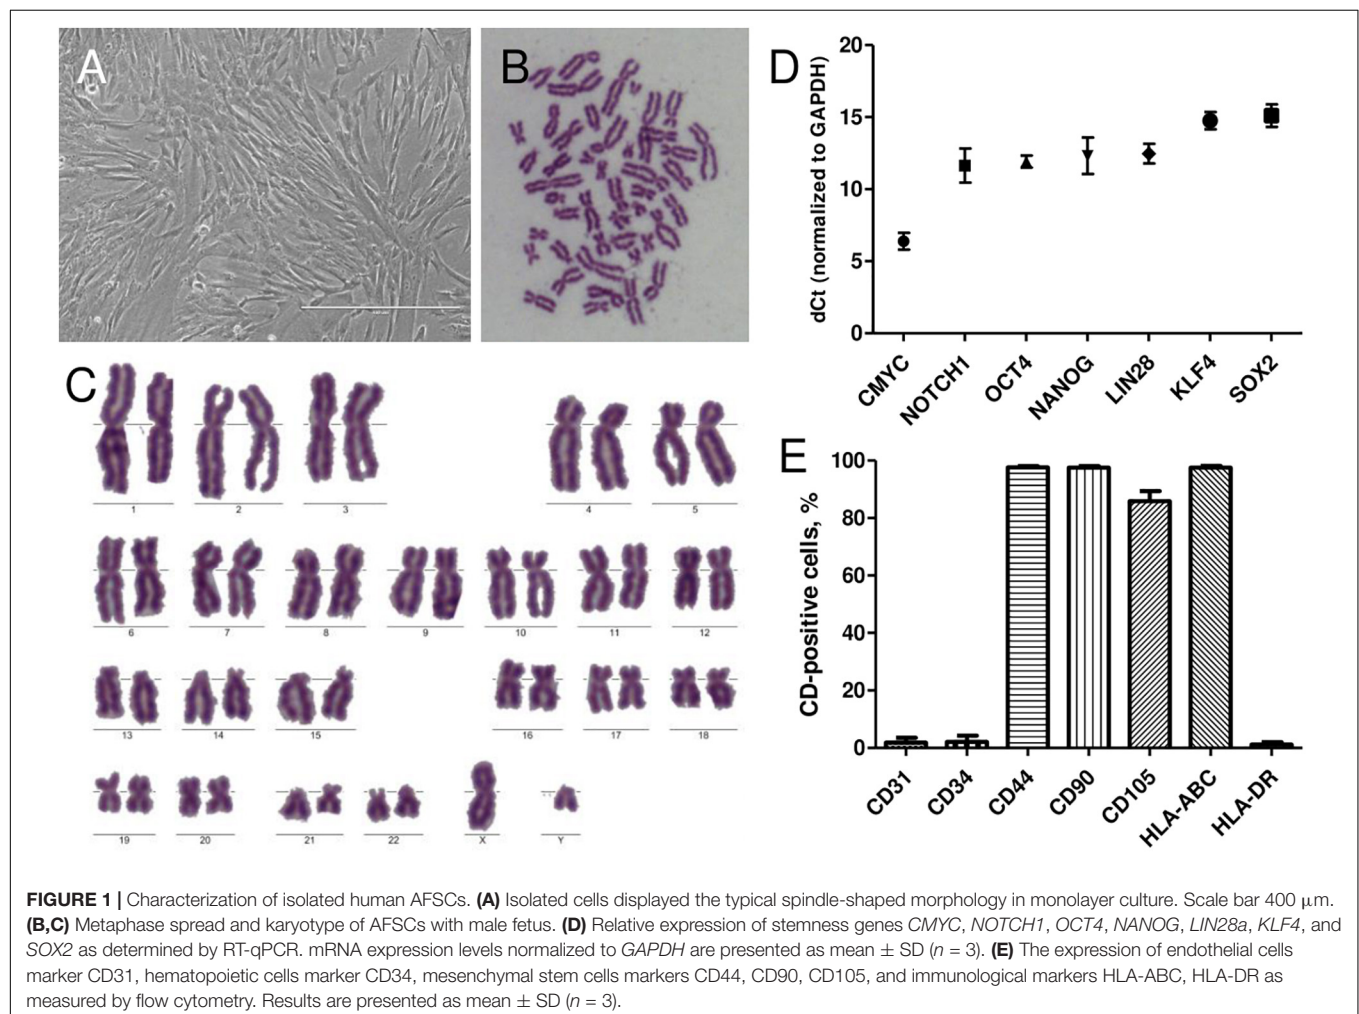 A
B
D
20
15
10
5
0
dCt (normalized to GAPDH)
CMYC
NOTCH1
OCT4
NANOG
LIN28
KLF4
SOX2
C
1
2
3
4
5
6
7
8
9
10
11
12
13
14
15
16
17
18
19
20
21
22
X
Y
E
100
80
60
40
20
0
CD-positive cells, %
CD31
CD34
CD44
CD90
CD105
HLA-ABC
HLA-DR
FIGURE 1 | Characterization of isolated human AFSCs. (A) Isolated cells displayed the typical spindle-shaped morphology in monolayer culture. Scale bar 400 μm.
(B,C) Metaphase spread and karyotype of AFSCs with male fetus. (D) Relative expression of stemness genes CMYC, NOTCH1, OCT4, NANOG, LIN28a, KLF4, and
SOX2 as determined by RT-qPCR. mRNA expression levels normalized to GAPDH are presented as mean ± SD (n = 3). (E) The expression of endothelial cells
marker CD31, hematopoietic cells marker CD34, mesenchymal stem cells markers CD44, CD90, CD105, and immunological markers HLA-ABC, HLA-DR as
measured by flow cytometry. Results are presented as mean ± SD (n = 3).